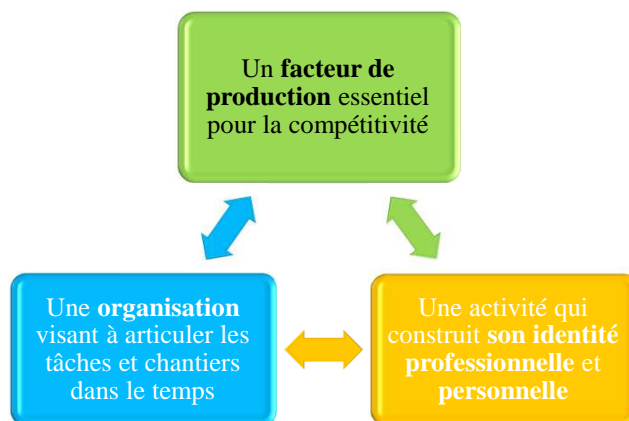 Un facteur de
production essentiel
pour la compétitivité
Une organisation
visant à articuler les
tâches et chantiers
dans le temps
Une activité qui
construit son identité
professionnelle et
personnelle